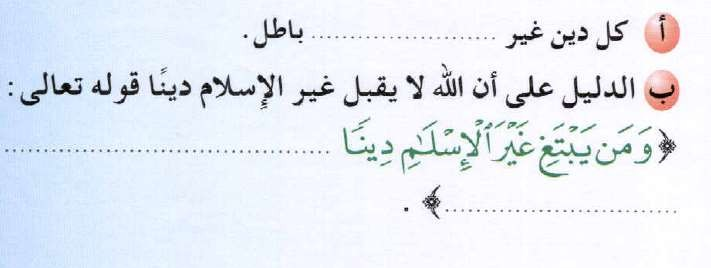 أ كل دين غير ........................ باطل.
ب الدليل على أن الله لا يقبل غير الإسلام دينًا قوله تعالى:
﴿وَمَن يَبْتَغِ غَيْرَ ٱلْإِسْلَٰمِ دِينًا ................................................
.................................﴾ .